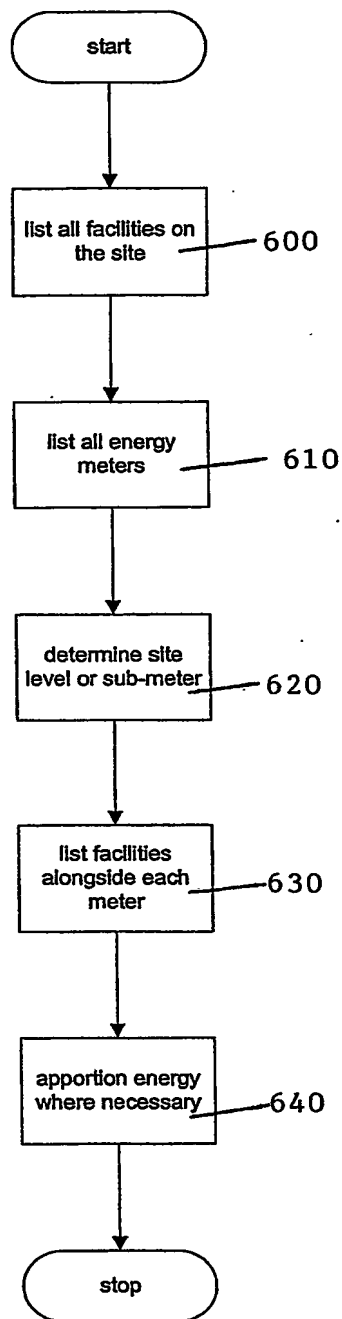 start
list all facilities on
the site
600
list all energy
meters
610
determine site
level or sub-meter
620
list facilities
alongside each
meter
630
apportion energy
where necessary
640
stop